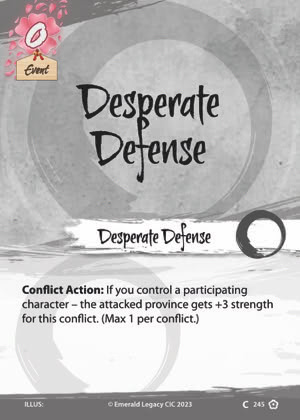 Event
Desperate
Defense
Desperate Defense
Conflict Action: If you control a participating
character – the attacked province gets +3 strength
for this conflict. (Max 1 per conflict.)
ILLUS: © Emerald Legacy CIC 2023 C 245